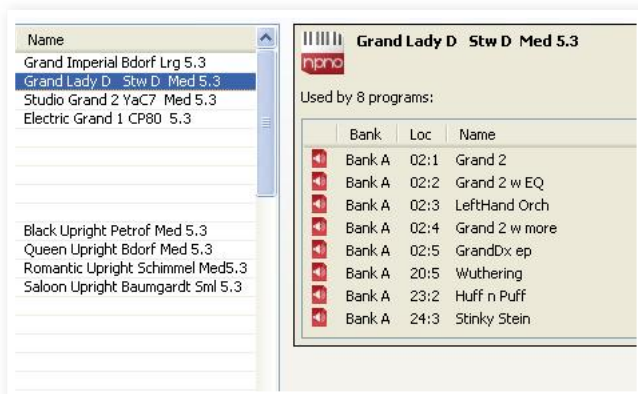 Name
Grand Imperial Bdorf Lrg 5.3
Grand Lady D Stw D Med 5.3
Studio Grand 2 YaC7 Med 5.3
Electric Grand 1 CP80 5.3
Black Upright Petrof Med 5.3
Queen Upright Bdorf Med 5.3
Romantic Upright Schimmel Med5.3
Saloon Upright Baumgardt Sml 5.3
npno
Grand Lady D Stw D Med 5.3
Used by 8 programs:
Bank Loc Name
Bank A 02:1 Grand 2
Bank A 02:2 Grand 2 w EQ
Bank A 02:3 LeftHand Orch
Bank A 02:4 Grand 2 w more
Bank A 02:5 GrandDx ep
Bank A 20:5 Wuthering
Bank A 23:2 Huff n Puff
Bank A 24:3 Stinky Stein